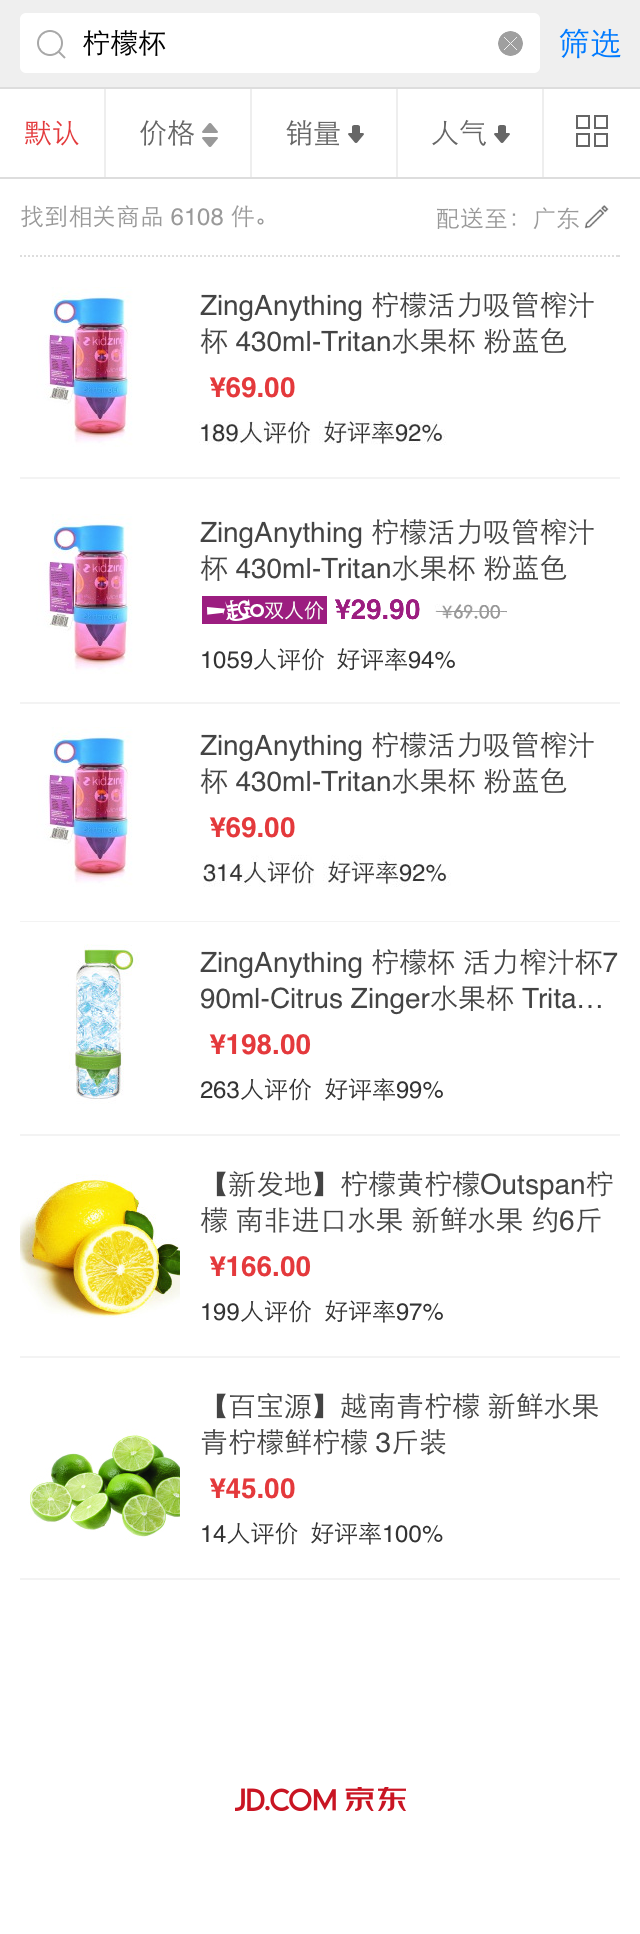 柠檬杯 筛选
默认 价格 销量 人气
找到相关商品 6108 件。 配送至：广东
ZingAnything 柠檬活力吸管榨汁
杯 430ml-Tritan水果杯 粉蓝色
¥69.00
189人评价 好评率92%
ZingAnything 柠檬活力吸管榨汁
杯 430ml-Tritan水果杯 粉蓝色
一起Go双人价 ¥29.90 ¥69.00
1059人评价 好评率94%
ZingAnything 柠檬活力吸管榨汁
杯 430ml-Tritan水果杯 粉蓝色
¥69.00
314人评价 好评率92%
ZingAnything 柠檬杯 活力榨汁杯7
90ml-Citrus Zinger水果杯 Trita...
¥198.00
263人评价 好评率99%
【新发地】柠檬黄柠檬Outspan柠
檬 南非进口水果 新鲜水果 约6斤
¥166.00
199人评价 好评率97%
【百宝源】越南青柠檬 新鲜水果
青柠檬鲜柠檬 3斤装
¥45.00
14人评价 好评率100%
JD.COM 京东